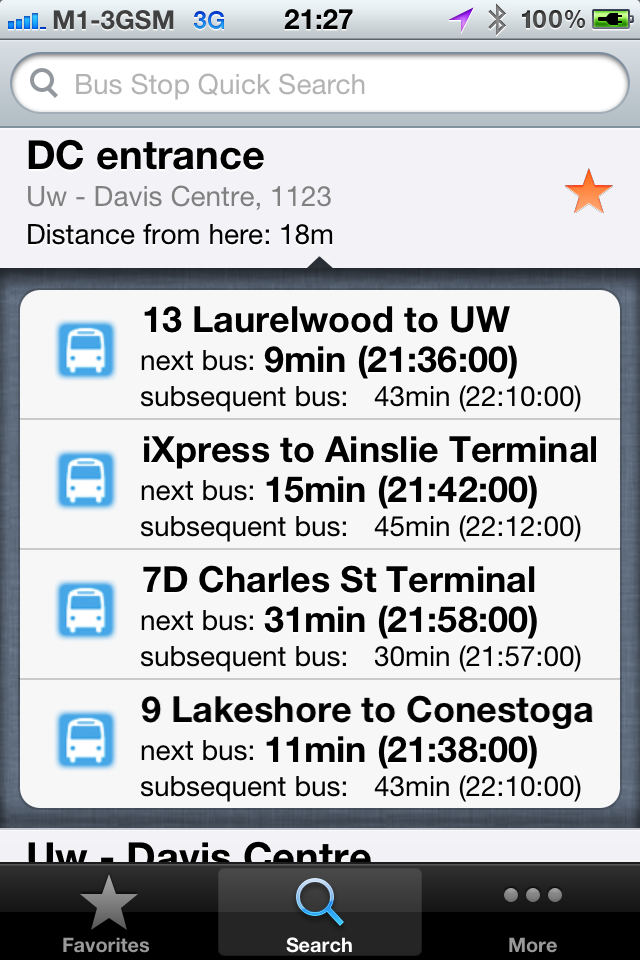 M1-3GSM 3G 21:27 100%
Bus Stop Quick Search
DC entrance
Uw - Davis Centre, 1123
Distance from here: 18m
13 Laurelwood to UW
next bus: 9min (21:36:00)
subsequent bus: 43min (22:10:00)
iXpress to Ainslie Terminal
next bus: 15min (21:42:00)
subsequent bus: 45min (22:12:00)
7D Charles St Terminal
next bus: 31min (21:58:00)
subsequent bus: 30min (21:57:00)
9 Lakeshore to Conestoga
next bus: 11min (21:38:00)
subsequent bus: 43min (22:10:00)
Uw - Davis Centre
Favorites Search More